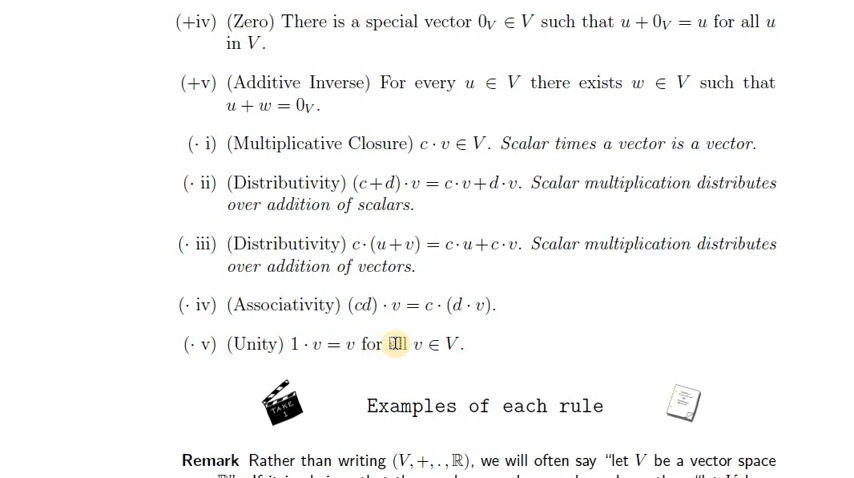 (+iv) (Zero) There is a special vector 0_V ∈ V such that u + 0_V = u for all u
in V.
(+v) (Additive Inverse) For every u ∈ V there exists w ∈ V such that
u + w = 0_V.
(· i) (Multiplicative Closure) c · v ∈ V. Scalar times a vector is a vector.
(· ii) (Distributivity) (c+d) · v = c · v + d · v. Scalar multiplication distributes
over addition of scalars.
(· iii) (Distributivity) c · (u+v) = c · u + c · v. Scalar multiplication distributes
over addition of vectors.
(· iv) (Associativity) (cd) · v = c · (d · v).
(· v) (Unity) 1 · v = v for all v ∈ V.
TAKE
1
Examples of each rule
Remark Rather than writing (V, +, . , ℝ), we will often say “let V be a vector space